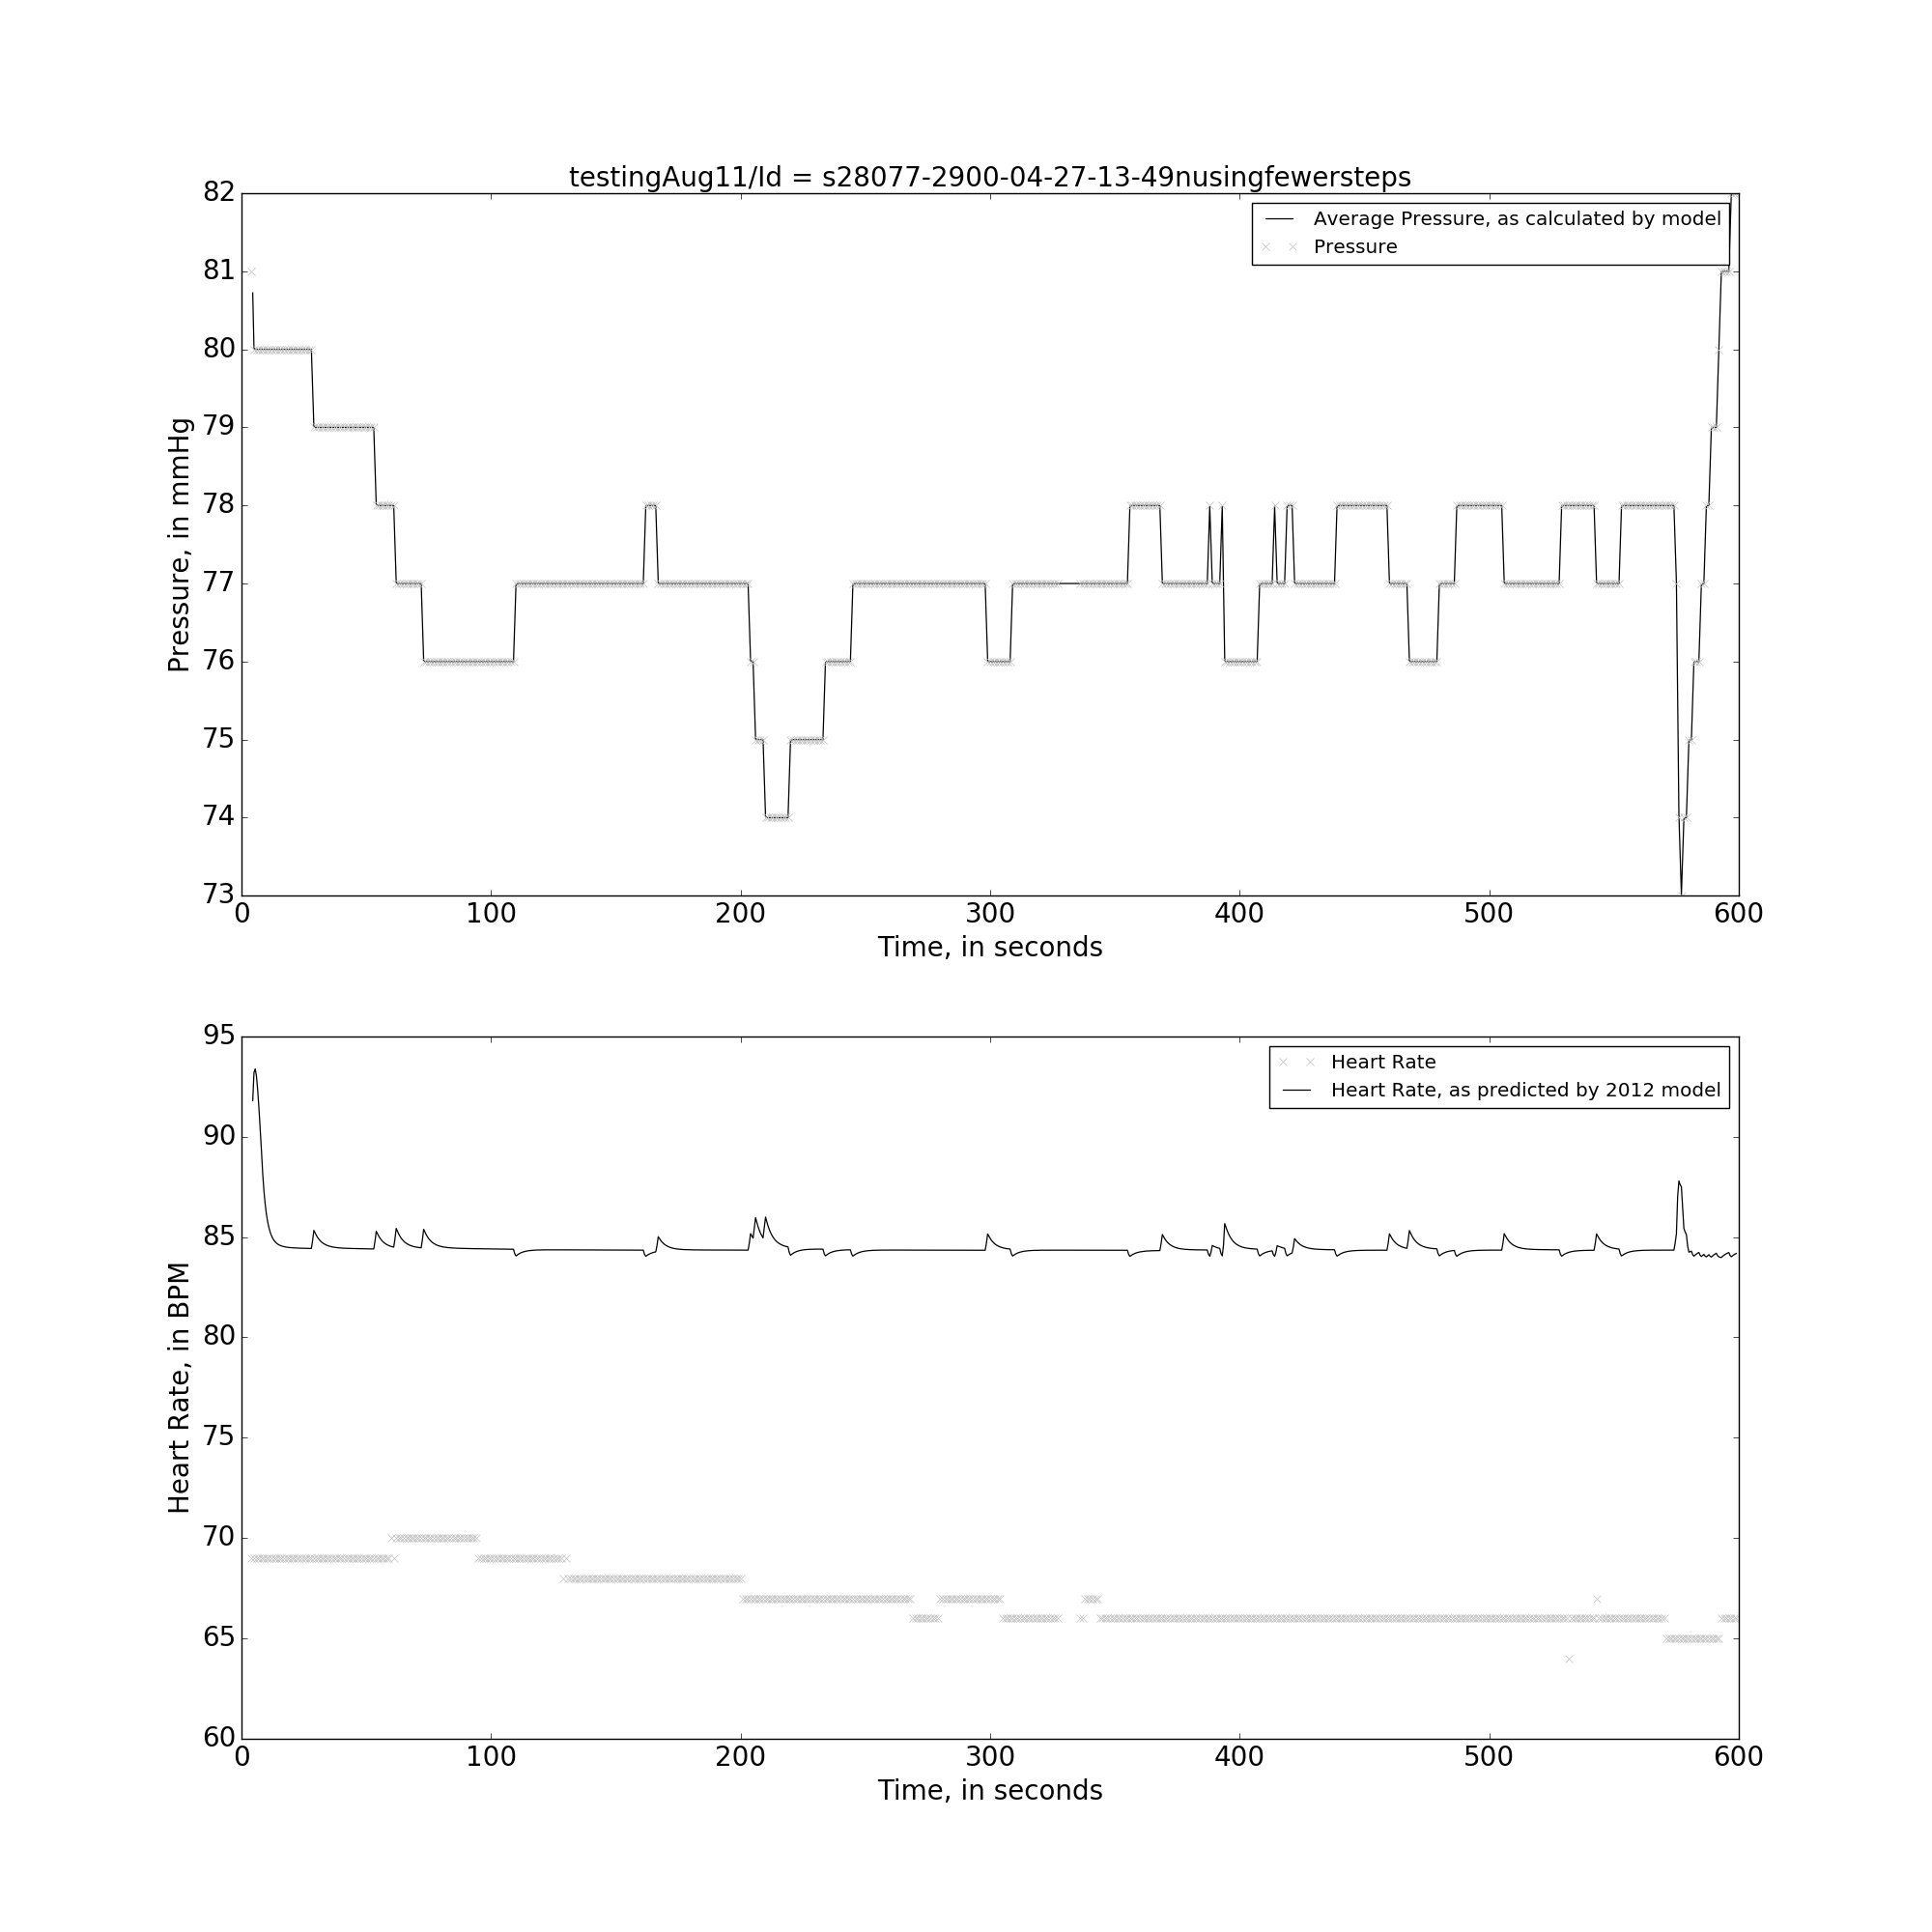 testingAug11/Id = s28077-2900-04-27-13-49nusingfewersteps
82
81
80
79
78
77
76
75
74
73
Pressure, in mmHg
Average Pressure, as calculated by model
Pressure
0 100 200 300 400 500 600
Time, in seconds
95
90
85
80
75
70
65
60
Heart Rate, in BPM
Heart Rate
Heart Rate, as predicted by 2012 model
0 100 200 300 400 500 600
Time, in seconds